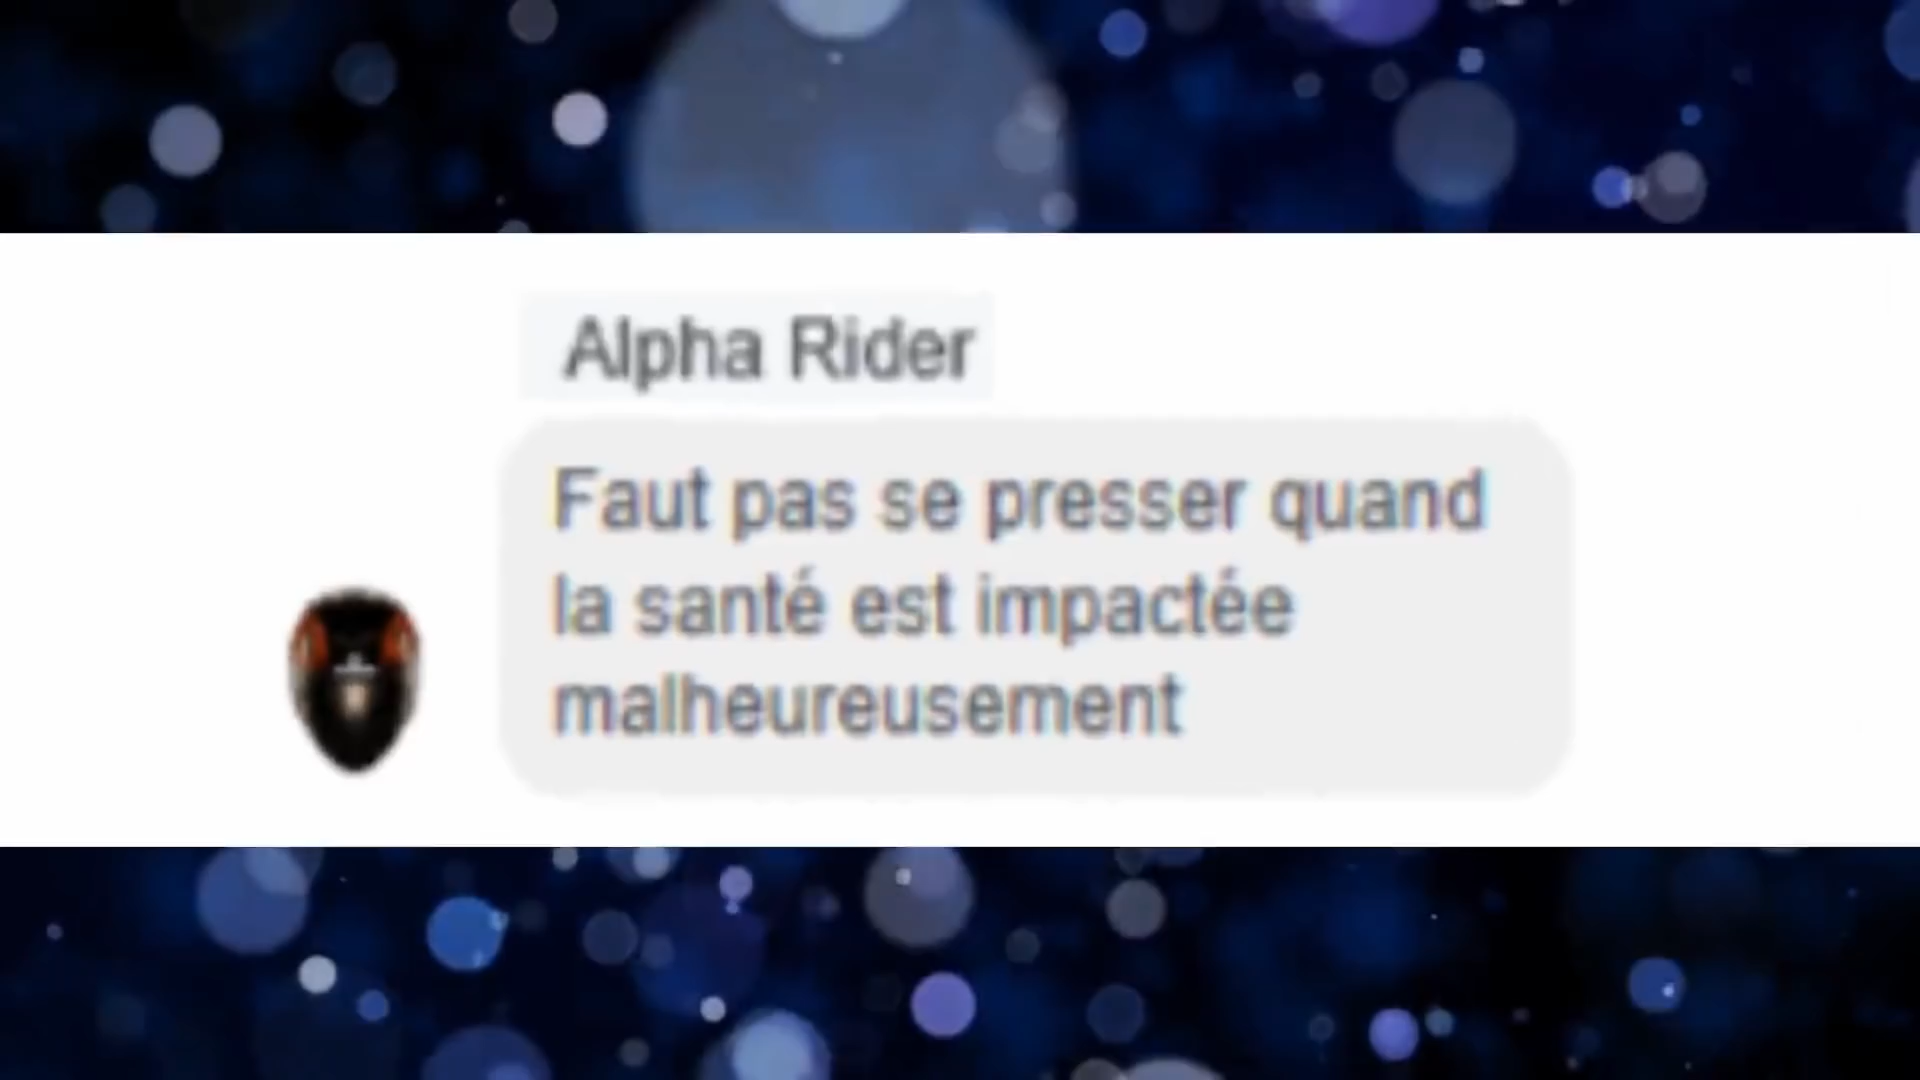 Alpha Rider
Faut pas se presser quand
la santé est impactée
malheureusement